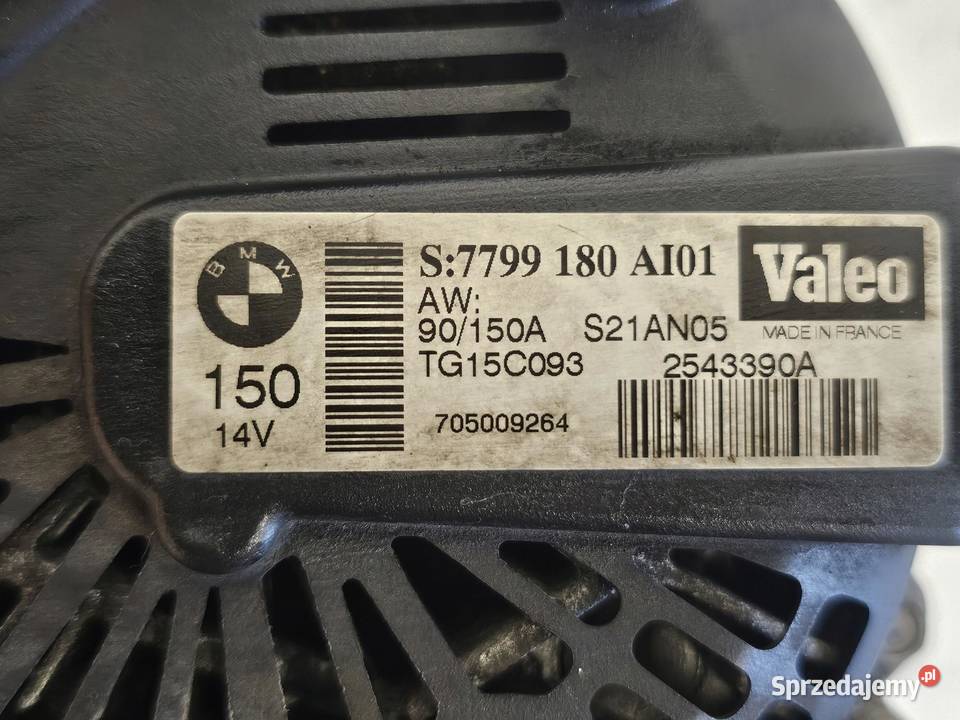 BMW
150
14V
S:7799 180 AI01
AW:
90/150A S21AN05
TG15C093 2543390A
705009264
Valeo
MADE IN FRANCE
Sprzedajemy.pl